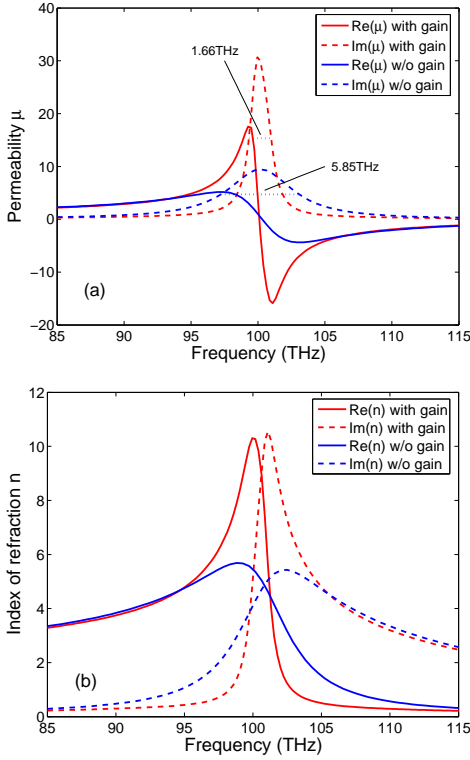 40
30
20
10
0
−10
−20
Permeability μ
Re(μ) with gain
Im(μ) with gain
Re(μ) w/o gain
Im(μ) w/o gain
1.66THz
5.85THz
(a)
85 90 95 100 105 110 115
Frequency (THz)
12
10
8
6
4
2
0
Index of refraction n
Re(n) with gain
Im(n) with gain
Re(n) w/o gain
Im(n) w/o gain
(b)
85 90 95 100 105 110 115
Frequency (THz)